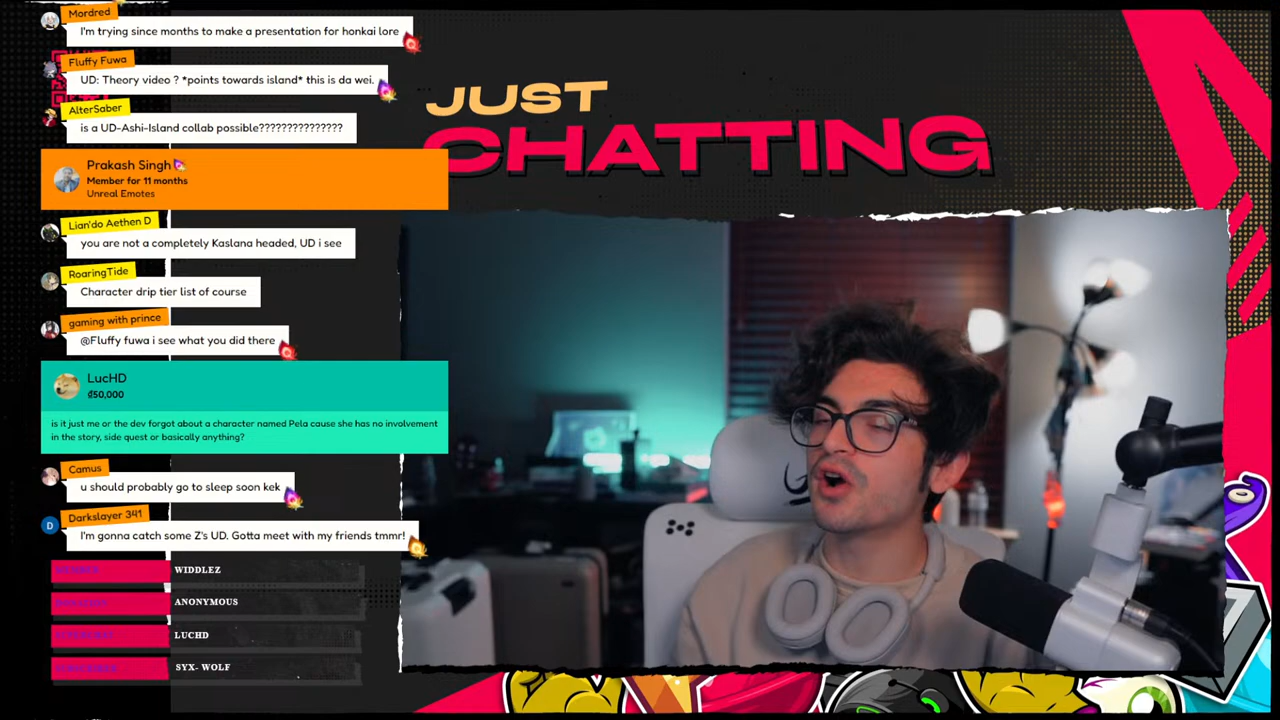 Mordred
I'm trying since months to make a presentation for honkai lore
Fluffy Fuwa
UD: Theory video ? *points towards island* this is da wei.
AlterSaber
is a UD-Ashi-Island collab possible???????????????
Prakash Singh
Member for 11 months
Unreal Emotes
Lian'do Aethen D
you are not a completely Kaslana headed, UD i see
RoaringTide
Character drip tier list of course
gaming with prince
@Fluffy fuwa i see what you did there
LucHD
₫50,000
is it just me or the dev forgot about a character named Pela cause she has no involvement
in the story, side quest or basically anything?
Camus
u should probably go to sleep soon kek
D
Darkslayer 341
I'm gonna catch some Z's UD. Gotta meet with my friends tmmr!
WIDDLEZ
ANONYMOUS
LUCHD
SYX- WOLF
JUST
CHATTING